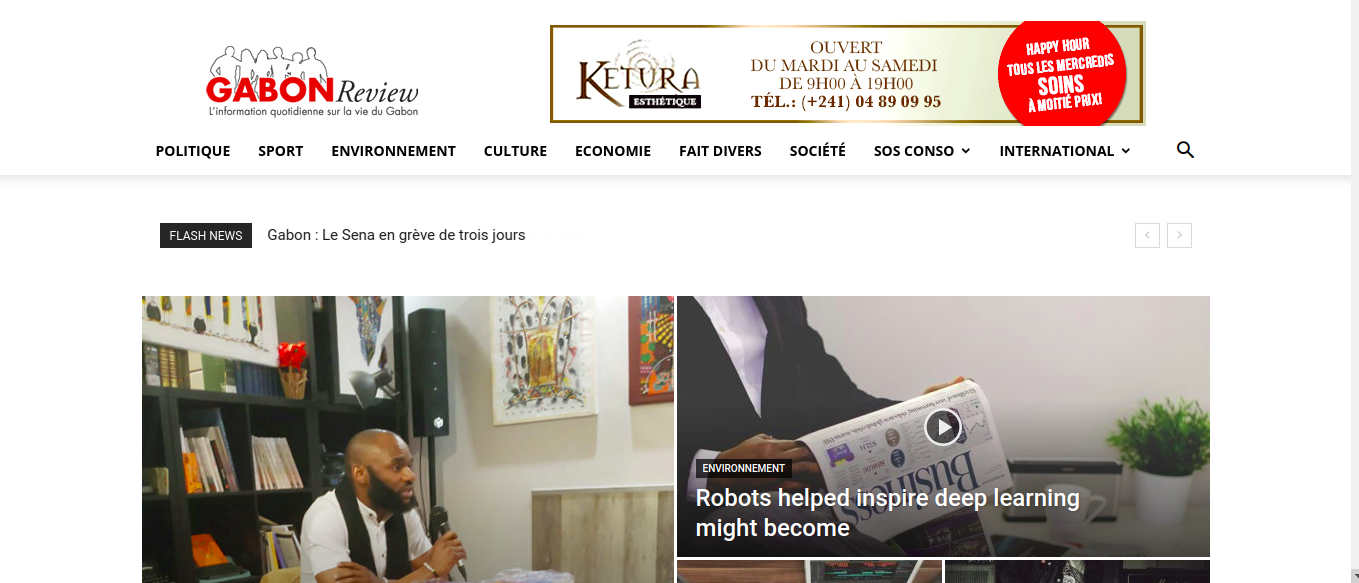 GABON Review
L'information quotidienne sur la vie du Gabon
KETURA
ESTHÉTIQUE
OUVERT
DU MARDI AU SAMEDI
DE 9H00 À 19H00
TÉL.: (+241) 04 89 09 95
HAPPY HOUR
TOUS LES MERCREDIS
SOINS
À MOITIÉ PRIX!
POLITIQUE SPORT ENVIRONNEMENT CULTURE ECONOMIE FAIT DIVERS SOCIÉTÉ SOS CONSO INTERNATIONAL
FLASH NEWS Gabon : Le Sena en grève de trois jours
BUSINESS
ENVIRONNEMENT
Robots helped inspire deep learning
might become